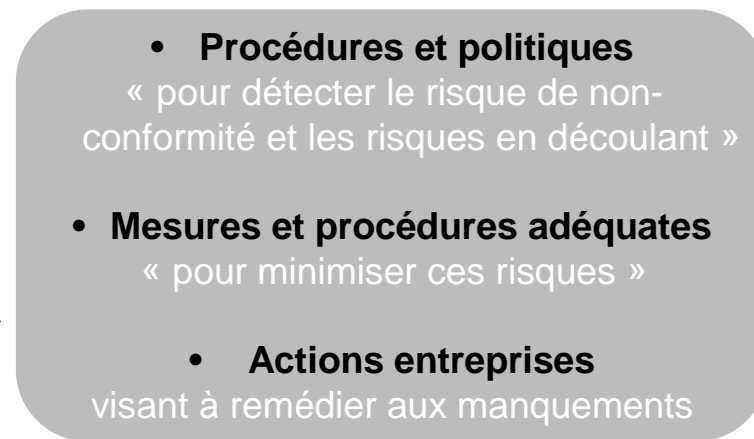 • Procédures et politiques
« pour détecter le risque de non-
conformité et les risques en découlant »
• Mesures et procédures adéquates
« pour minimiser ces risques »
• Actions entreprises
visant à remédier aux manquements